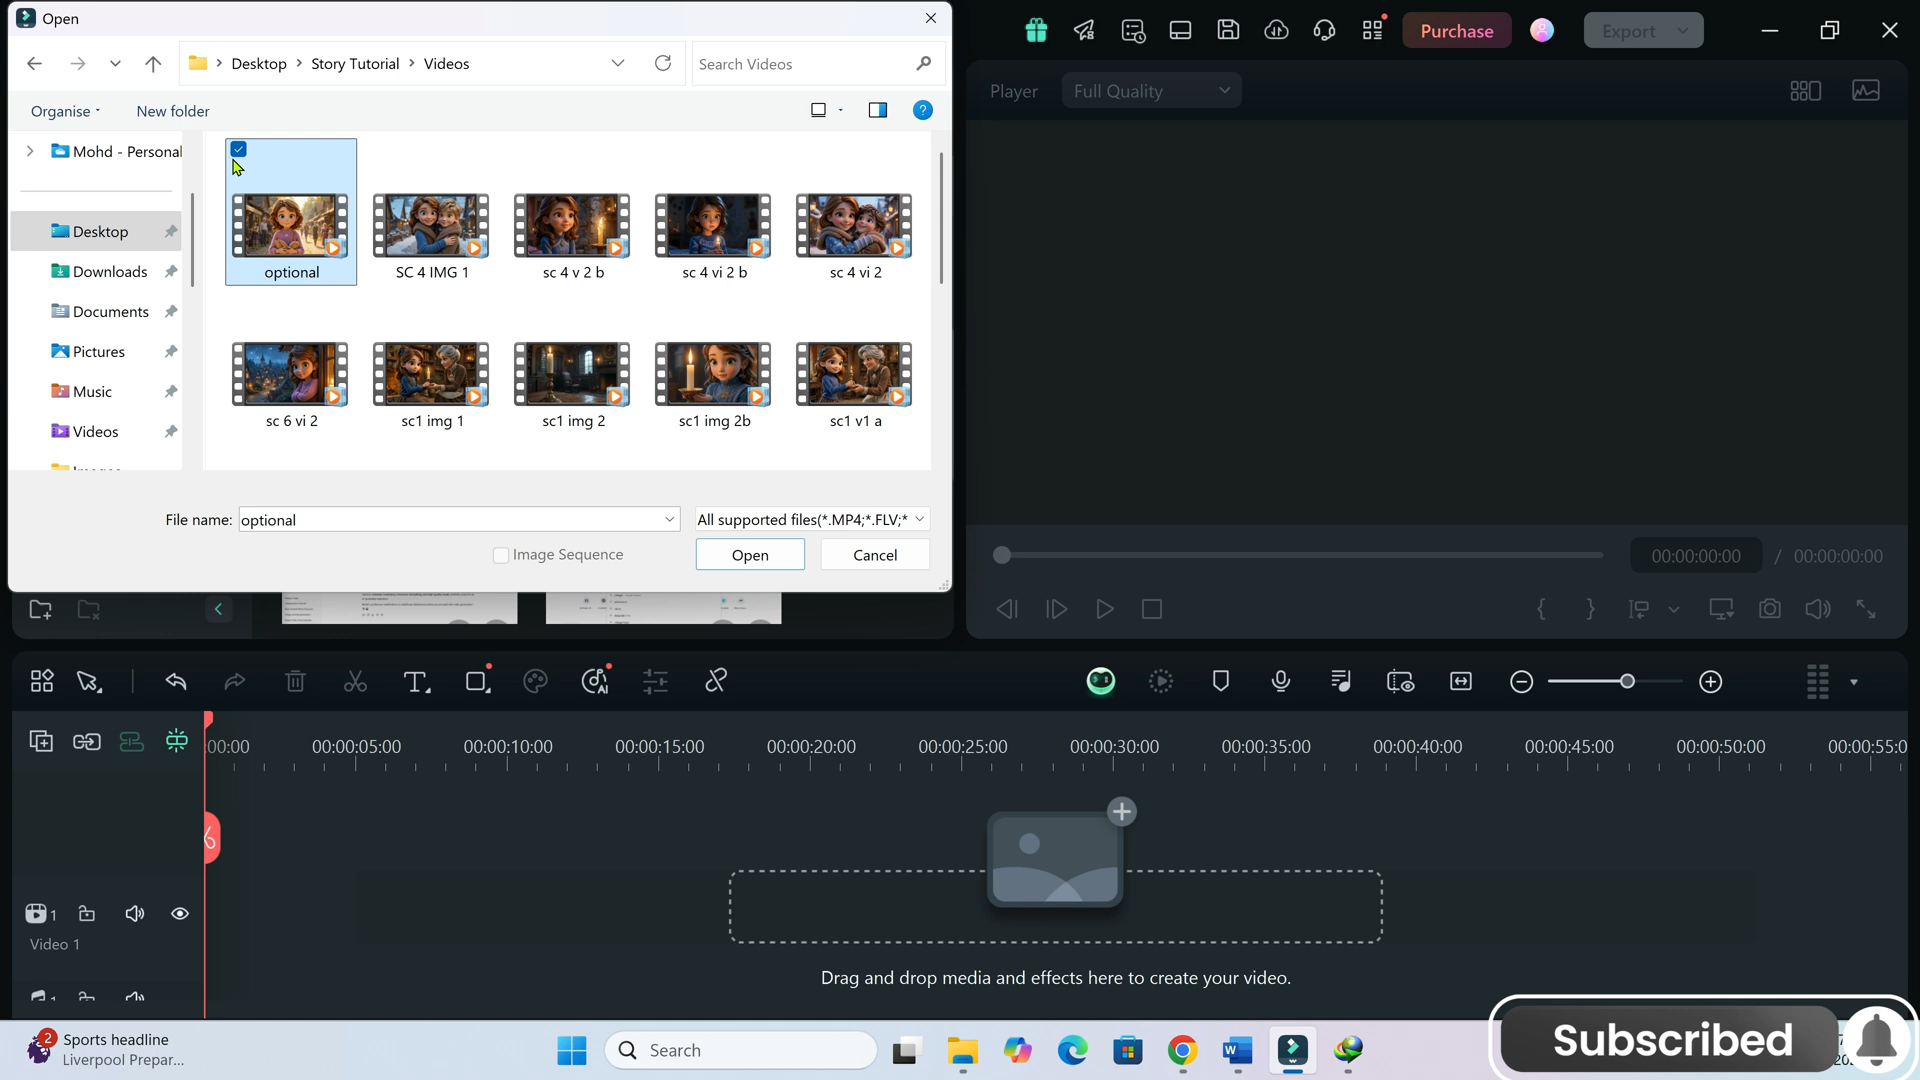 Open
Purchase
Export
Desktop > Story Tutorial > Videos
Search Videos
Organise
New folder
Player
Full Quality
Mohd - Personal
Desktop
Downloads
Documents
Pictures
Music
Videos
optional
SC 4 IMG 1
sc 4 v 2 b
sc 4 vi 2 b
sc 4 vi 2
sc 6 vi 2
sc1 img 1
sc1 img 2
sc1 img 2b
sc1 v1 a
File name: optional
All supported files(*.MP4;*.FLV;*
Image Sequence
Open
Cancel
00:00:00:00 / 00:00:00:00
:00:00 00:00:05:00 00:00:10:00 00:00:15:00 00:00:20:00 00:00:25:00 00:00:30:00 00:00:35:00 00:00:40:00 00:00:45:00 00:00:50:00 00:00:55:0
1
Video 1
Drag and drop media and effects here to create your video.
2
Sports headline
Liverpool Prepar...
Search
Subscribed